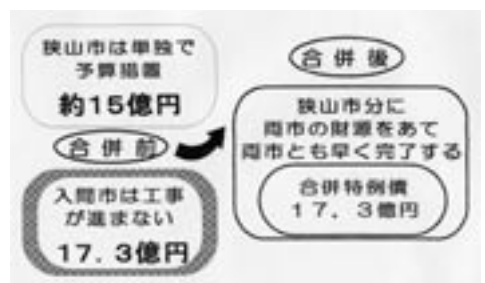 狭山市は単独で
予算措置
約15億円
合併前
入間市は工事
が進まない
17.3億円
合併後
狭山市分に
両市の財源をあて
両市とも早く完了する
合併特例債
17.3億円